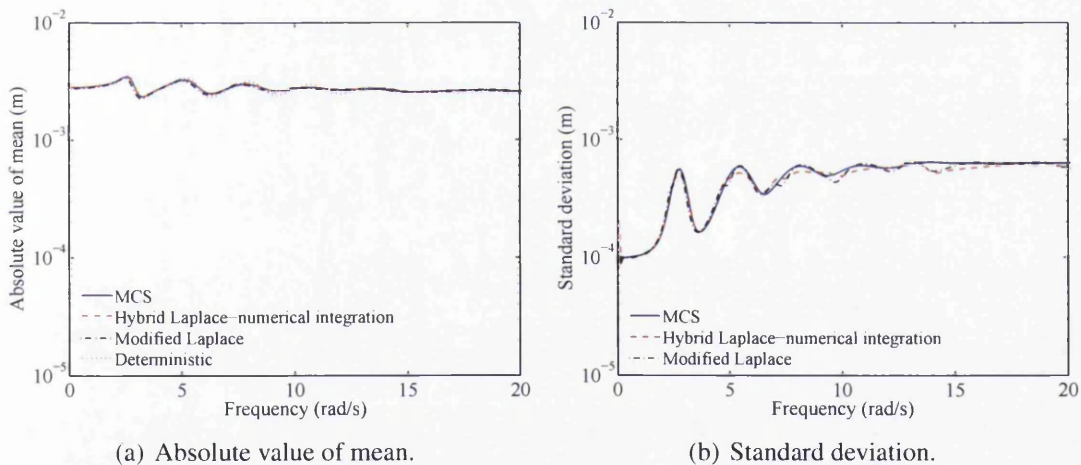 10⁻²
10⁻³
10⁻⁴
10⁻⁵
Absolute value of mean (m)
MCS
Hybrid Laplace–numerical integration
Modified Laplace
Deterministic
0 5 10 15 20
Frequency (rad/s)
(a) Absolute value of mean.
10⁻²
10⁻³
10⁻⁴
10⁻⁵
Standard deviation (m)
MCS
Hybrid Laplace–numerical integration
Modified Laplace
0 5 10 15 20
Frequency (rad/s)
(b) Standard deviation.